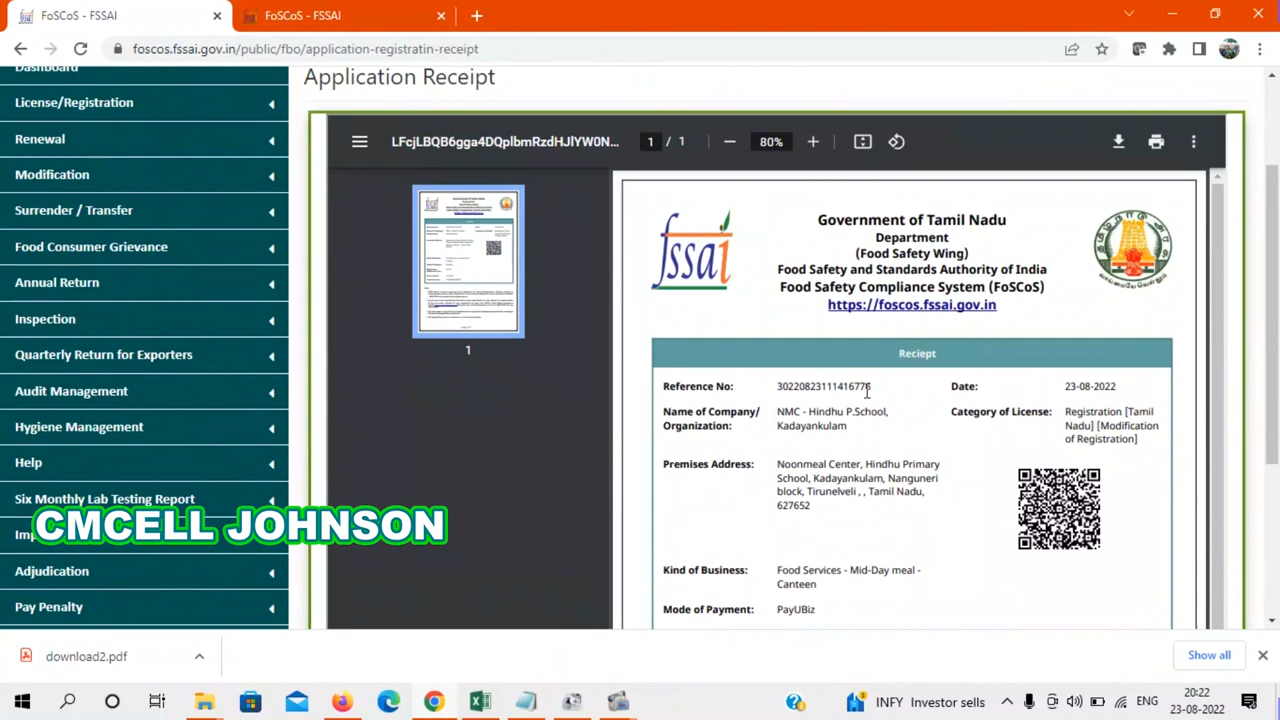 FoSCoS - FSSAI
FoSCoS - FSSAI
foscos.fssai.gov.in/public/fbo/application-registratin-receipt
Dashboard
License/Registration
Renewal
Modification
Surrender / Transfer
Food Consumer Grievance
Annual Return
Inspection
Quarterly Return for Exporters
Audit Management
Hygiene Management
Help
Six Monthly Lab Testing Report
CMCELL JOHNSON
Adjudication
Pay Penalty
Application Receipt
LFcjLBQB6gga4DQplbmRzdHJlYW0N...
1 / 1
80%
1
fssai
Government of Tamil Nadu
Department
(Food Safety Wing)
Food Safety and Standards Authority of India
Food Safety Compliance System (FoSCoS)
https://foscos.fssai.gov.in
Reciept
Reference No: 30220823111416776 Date: 23-08-2022
Name of Company/ NMC - Hindhu P.School, Category of License: Registration [Tamil
Organization: Kadayankulam Nadu] [Modification
of Registration]
Premises Address: Noonmeal Center, Hindhu Primary
School, Kadayankulam, Nanguneri
block, Tirunelveli , , Tamil Nadu,
627652
Kind of Business: Food Services - Mid-Day meal -
Canteen
Mode of Payment: PayUBiz
download2.pdf
Show all
INFY Investor sells
ENG
20:22
23-08-2022